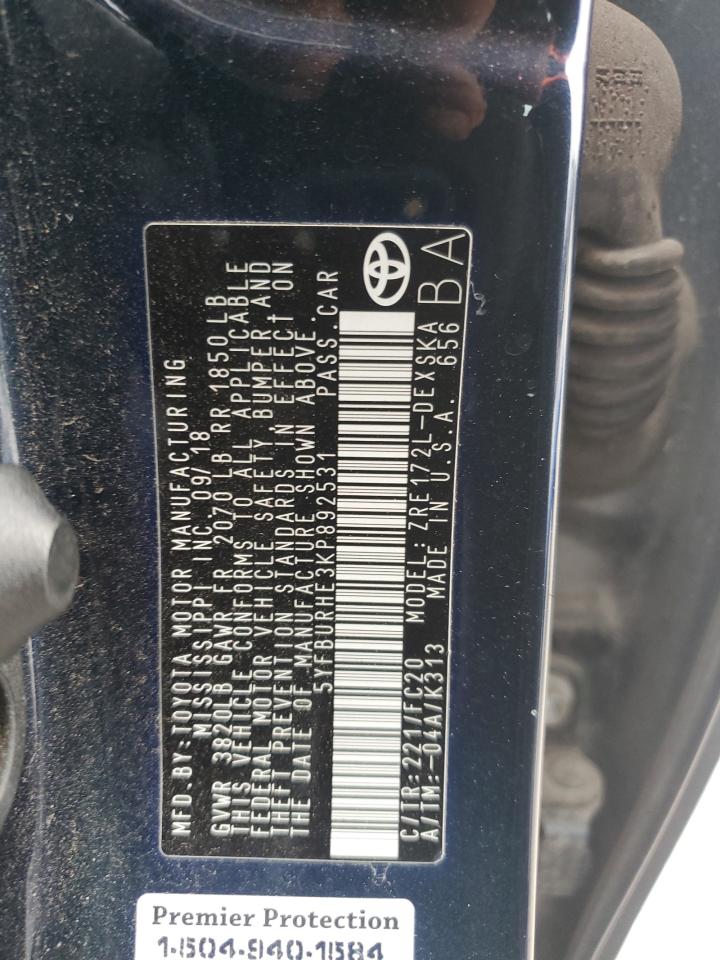 MFD.BY:TOYOTA MOTOR MANUFACTURING
MISSISSIPPI INC. 09/18
GVWR 3820LB GAWR FR 2070 LB RR 1850 LB
THIS VEHICLE CONFORMS TO ALL APPLICABLE
FEDERAL MOTOR VEHICLE SAFETY BUMPER AND
THEFT PREVENTION STANDARDS IN EFFECT ON
THE DATE OF MANUFACTURE SHOWN ABOVE.
5YFBURHE3KP892531 PASS.CAR
C/TR:221/FC20 MODEL: ZRE172L-DEXSKA
A/TM:-04A/K313 MADE IN U.S.A. 656
BA
Premier Protection
1-504-940-1584